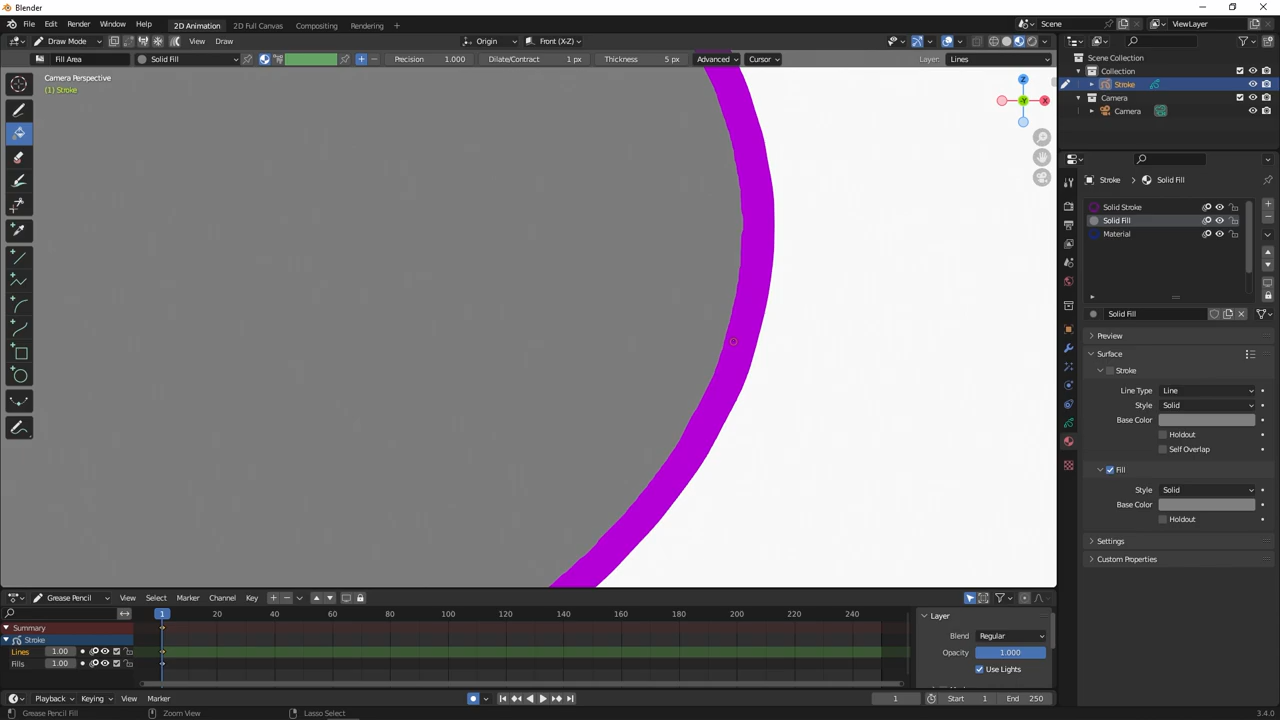 Blender
File Edit Render Window Help 2D Animation 2D Full Canvas Compositing Rendering + Scene ViewLayer
Draw Mode View Draw Origin Front (X-Z)
Fill Area Solid Fill Precision 1.000 Dilate/Contract 1 px Thickness 5 px Advanced Cursor Layer: Lines
Camera Perspective
(1) Stroke
Z
Y
X
Scene Collection
Collection
Stroke
Camera
Camera
Stroke > Solid Fill
Solid Stroke
Solid Fill
Material
Solid Fill
Preview
Surface
Stroke
Line Type Line
Style Solid
Base Color
Holdout
Self Overlap
Fill
Style Solid
Base Color
Holdout
Settings
Custom Properties
Grease Pencil View Select Marker Channel Key
1 20 40 60 80 100 120 140 160 180 200 220 240
Summary
Stroke
Lines 1.00
Fills 1.00
Layer
Blend Regular
Opacity 1.000
Use Lights
Playback Keying View Marker 1 Start 1 End 250
Grease Pencil Fill Zoom View Lasso Select 3.4.0